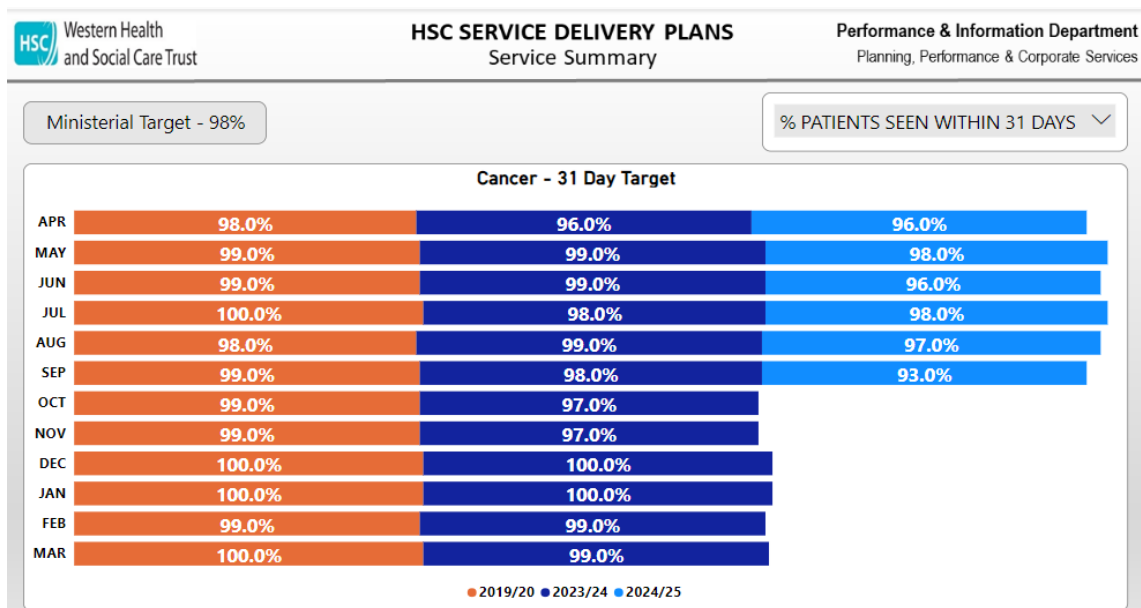 HSC Western Health and Social Care Trust
HSC SERVICE DELIVERY PLANS
Service Summary
Performance & Information Department
Planning, Performance & Corporate Services
Ministerial Target - 98%
% PATIENTS SEEN WITHIN 31 DAYS
Cancer - 31 Day Target
APR 98.0% 96.0% 96.0%
MAY 99.0% 99.0% 98.0%
JUN 99.0% 99.0% 96.0%
JUL 100.0% 98.0% 98.0%
AUG 98.0% 99.0% 97.0%
SEP 99.0% 98.0% 93.0%
OCT 99.0% 97.0%
NOV 99.0% 97.0%
DEC 100.0% 100.0%
JAN 100.0% 100.0%
FEB 99.0% 99.0%
MAR 100.0% 99.0%
2019/20 2023/24 2024/25